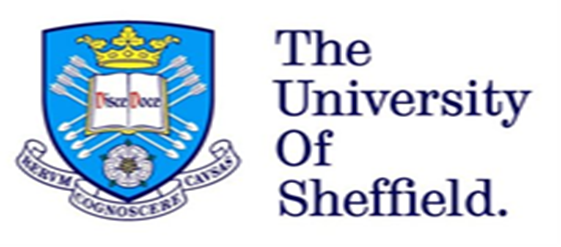 Disce Doce
RERVM
COGNOSCERE
CAVSAS
The
University
Of
Sheffield.